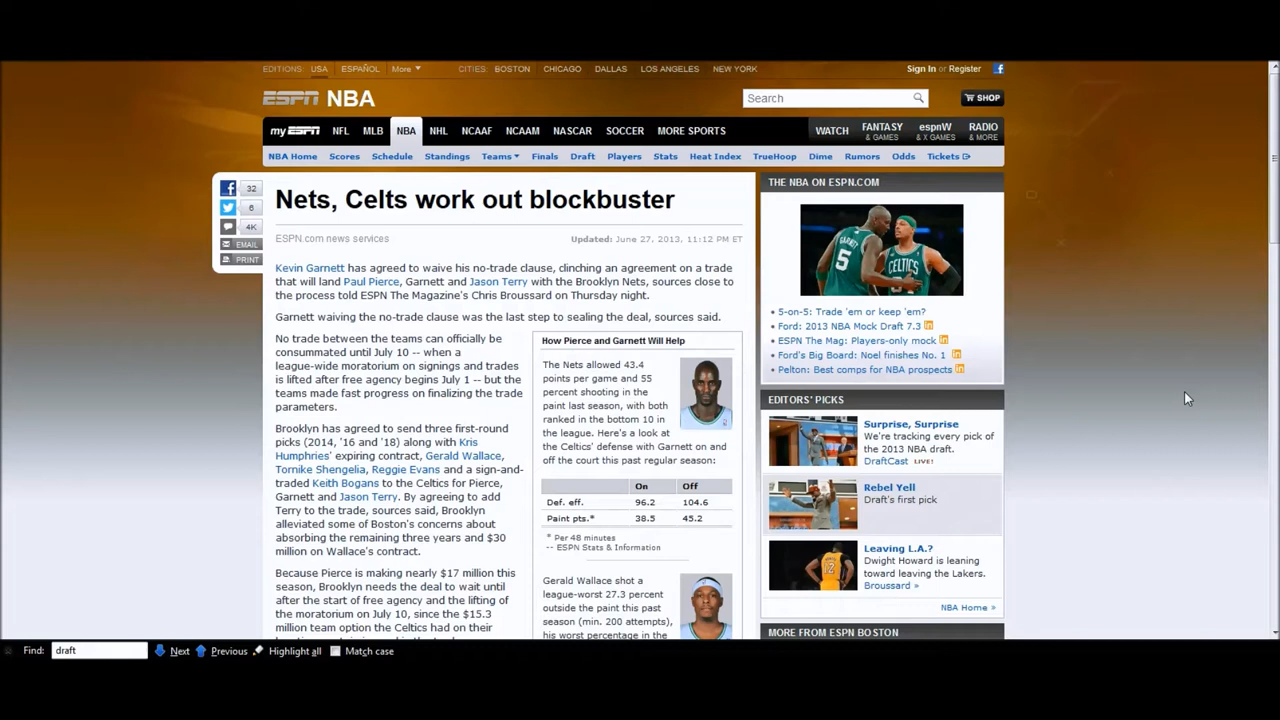 EDITIONS: USA ESPAÑOL More CITIES: BOSTON CHICAGO DALLAS LOS ANGELES NEW YORK Sign In or Register
ESPN NBA Search SHOP
myESPN NFL MLB NBA NHL NCAAF NCAAM NASCAR SOCCER MORE SPORTS WATCH FANTASY & GAMES espnW & X GAMES RADIO & MORE
NBA Home Scores Schedule Standings Teams Finals Draft Players Stats Heat Index TrueHoop Dime Rumors Odds Tickets
32
6
4K
EMAIL
PRINT
Nets, Celts work out blockbuster
ESPN.com news services Updated: June 27, 2013, 11:12 PM ET
Kevin Garnett has agreed to waive his no-trade clause, clinching an agreement on a trade
that will land Paul Pierce, Garnett and Jason Terry with the Brooklyn Nets, sources close to
the process told ESPN The Magazine's Chris Broussard on Thursday night.
Garnett waiving the no-trade clause was the last step to sealing the deal, sources said.
No trade between the teams can officially be
consummated until July 10 -- when a
league-wide moratorium on signings and trades
is lifted after free agency begins July 1 -- but the
teams made fast progress on finalizing the trade
parameters.
Brooklyn has agreed to send three first-round
picks (2014, '16 and '18) along with Kris
Humphries' expiring contract, Gerald Wallace,
Tornike Shengelia, Reggie Evans and a sign-and-
traded Keith Bogans to the Celtics for Pierce,
Garnett and Jason Terry. By agreeing to add
Terry to the trade, sources said, Brooklyn
alleviated some of Boston's concerns about
absorbing the remaining three years and $30
million on Wallace's contract.
Because Pierce is making nearly $17 million this
season, Brooklyn needs the deal to wait until
after the start of free agency and the lifting of
the moratorium on July 10, since the $15.3
million team option the Celtics had on their
How Pierce and Garnett Will Help
The Nets allowed 43.4
points per game and 55
percent shooting in the
paint last season, with both
ranked in the bottom 10 in
the league. Here's a look at
the Celtics' defense with Garnett on and
off the court this past regular season:
On Off
Def. eff. 96.2 104.6
Paint pts.* 38.5 45.2
* Per 48 minutes
-- ESPN Stats & Information
Gerald Wallace shot a
league-worst 27.3 percent
outside the paint this past
season (min. 200 attempts),
his worst percentage in the
THE NBA ON ESPN.COM
GARNETT
5
CELTICS
• 5-on-5: Trade 'em or keep 'em?
• Ford: 2013 NBA Mock Draft 7.3 in
• ESPN The Mag: Players-only mock in
• Ford's Big Board: Noel finishes No. 1 in
• Pelton: Best comps for NBA prospects in
EDITORS' PICKS
Surprise, Surprise
We're tracking every pick of
the 2013 NBA draft.
DraftCast LIVE!
Rebel Yell
Draft's first pick
12
Leaving L.A.?
Dwight Howard is leaning
toward leaving the Lakers.
Broussard »
NBA Home »
MORE FROM ESPN BOSTON
Find: draft Next Previous Highlight all Match case